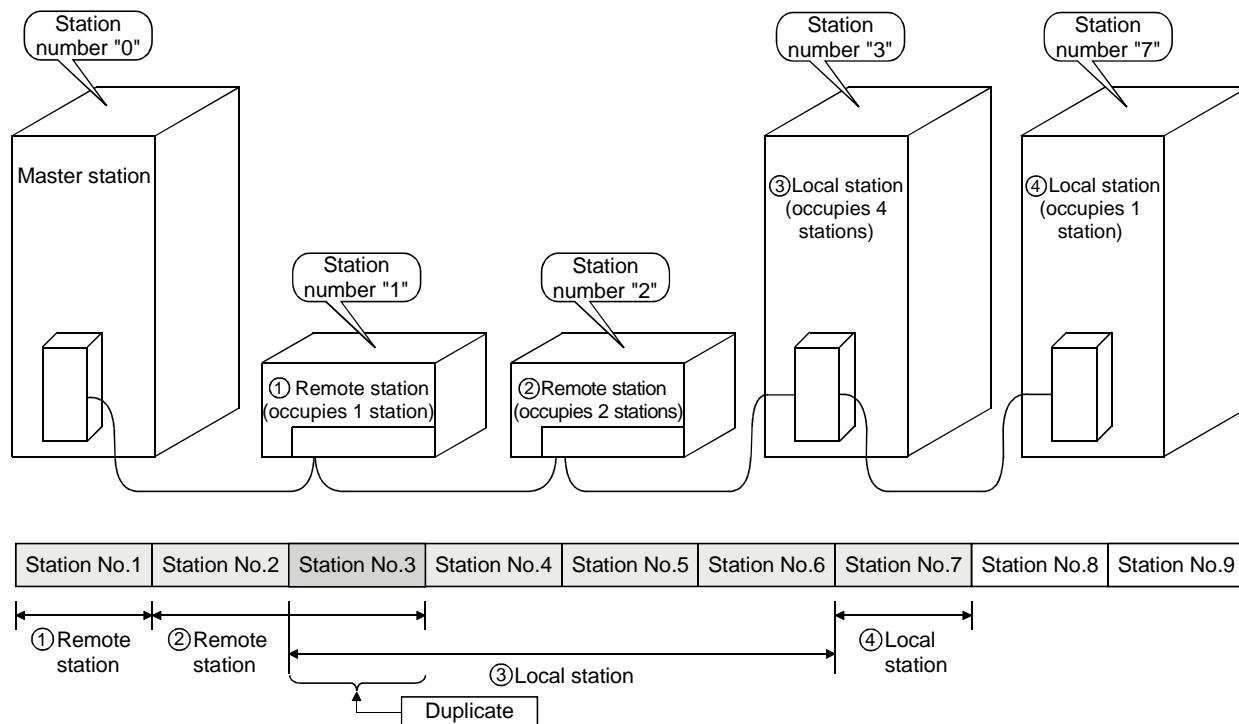 Station
number "0"
Station
number "3"
Station
number "7"
Master station
③Local station
(occupies 4
stations)
④Local station
(occupies 1
station)
Station
number "1"
Station
number "2"
① Remote station
(occupies 1 station)
②Remote station
(occupies 2 stations)
Station No.1 Station No.2 Station No.3 Station No.4 Station No.5 Station No.6 Station No.7 Station No.8 Station No.9
①Remote
station
②Remote
station
③Local station
④Local
station
Duplicate